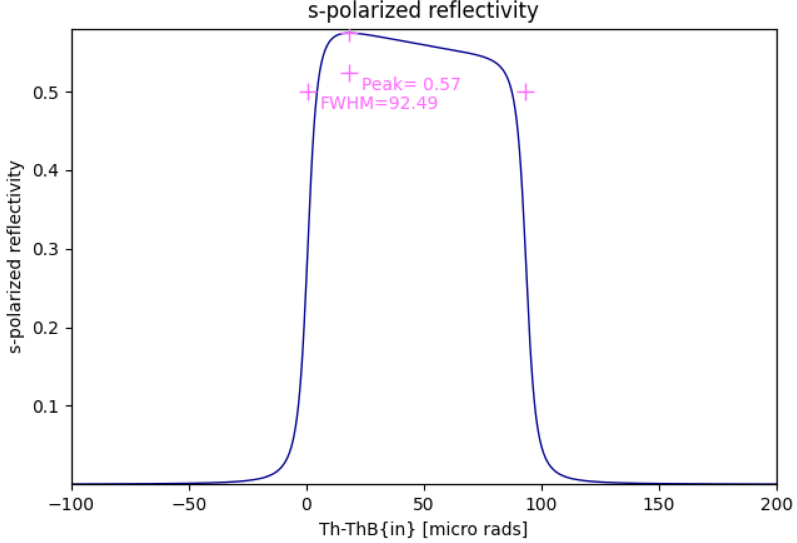 s-polarized reflectivity
Peak= 0.57
FWHM=92.49
0.5
0.4
0.3
0.2
0.1
s-polarized reflectivity
−100
−50
0
50
100
150
200
Th-ThB{in} [micro rads]